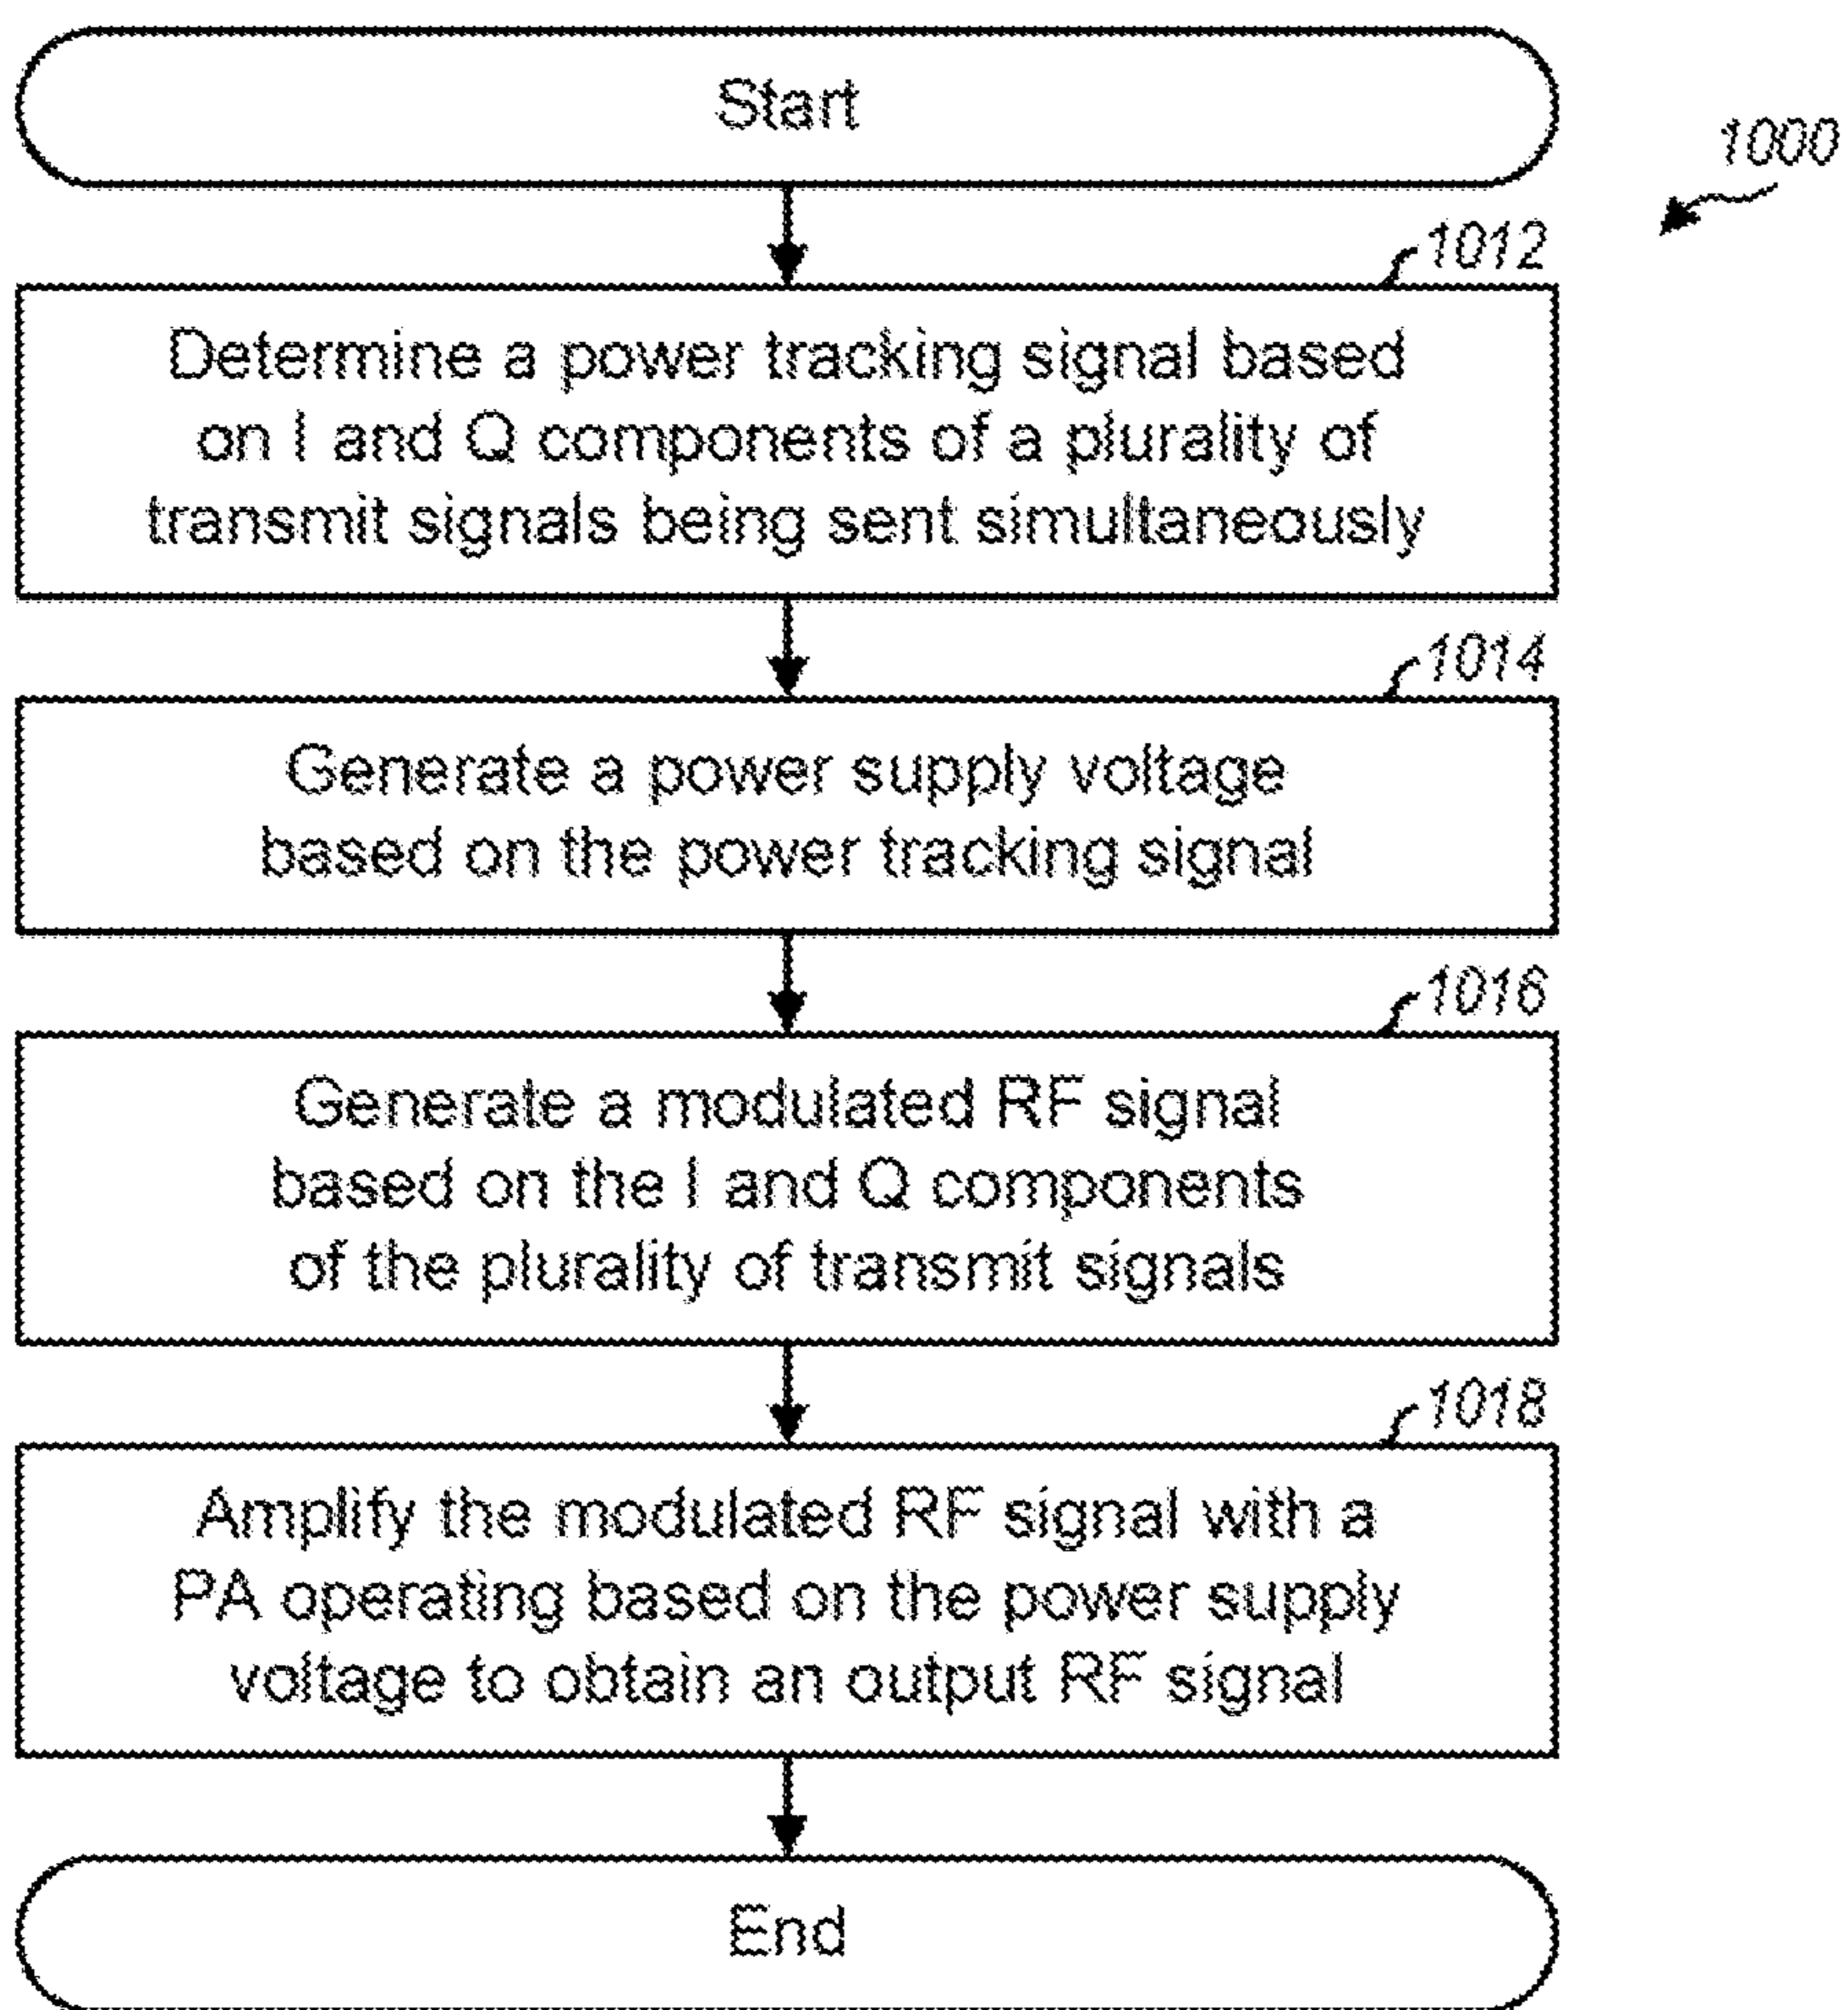 Start
1000
1012
Determine a power tracking signal based
on I and Q components of a plurality of
transmit signals being sent simultaneously
1014
Generate a power supply voltage
based on the power tracking signal
1016
Generate a modulated RF signal
based on the I and Q components
of the plurality of transmit signals
1018
Amplify the modulated RF signal with a
PA operating based on the power supply
voltage to obtain an output RF signal
End